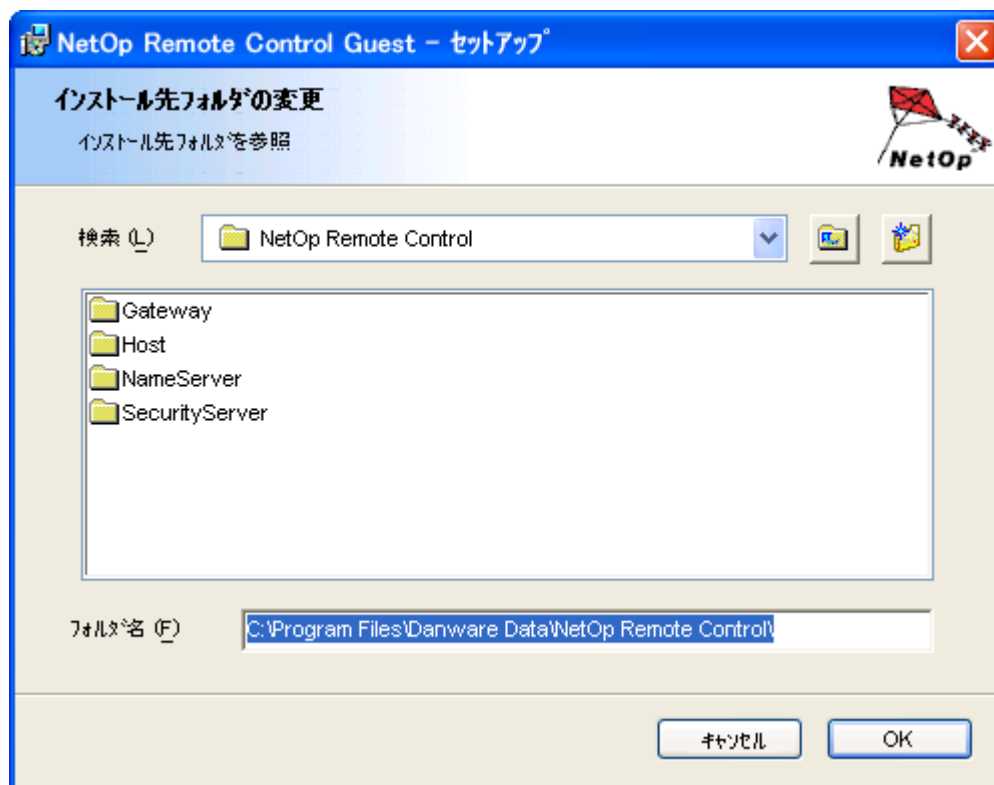 NetOp Remote Control Guest - ｾｯﾄｱｯﾌﾟ
ｲﾝｽﾄｰﾙ先ﾌｫﾙﾀﾞの変更
ｲﾝｽﾄｰﾙ先ﾌｫﾙﾀﾞを参照
NetOp
検索 (L)
NetOp Remote Control
Gateway
Host
NameServer
SecurityServer
ﾌｫﾙﾀﾞ名 (F)
C:\Program Files\Danware Data\NetOp Remote Control\
ｷｬﾝｾﾙ
OK